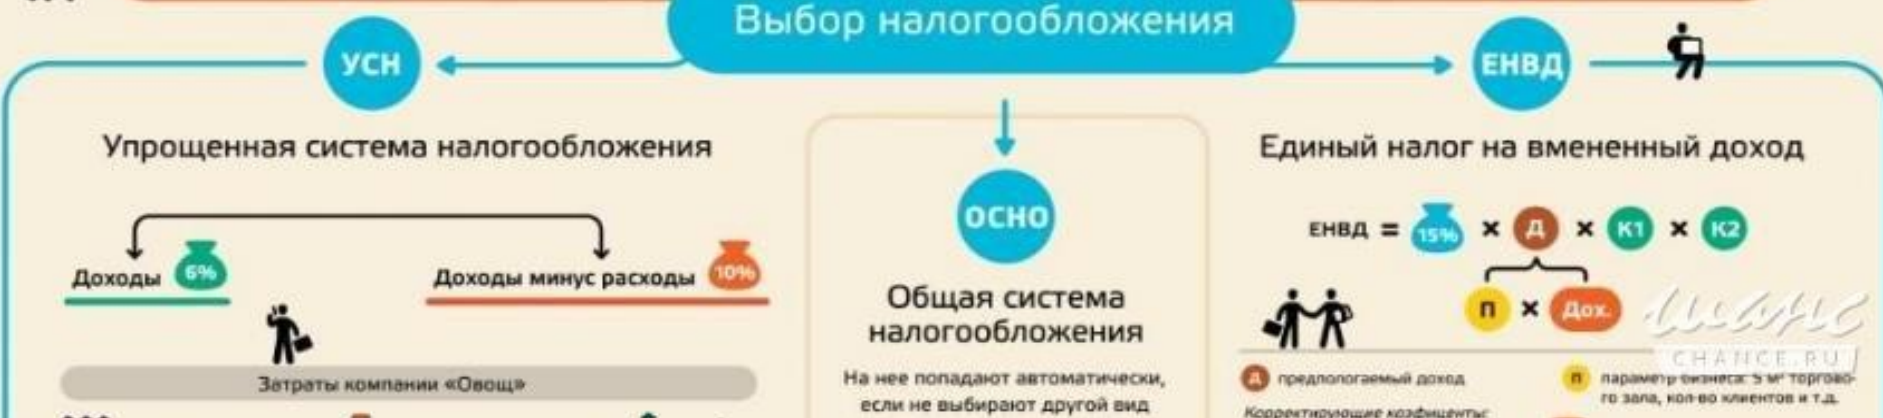 Выбор налогообложения
УСН
ЕНВД
Упрощенная система налогообложения
Доходы 6%
Доходы минус расходы 10%
Затраты компании «Овощ»
ОСНО
Общая система
налогообложения
На нее попадают автоматически,
если не выбирают другой вид
Единый налог на вмененный доход
ЕНВД = 15% × Д × К1 × К2
П × Дох.
Д предпологаемый доход
П параметр бизнеса: 5 м² торгово-
го зала, кол-во клиентов и т.д.
Корректирующие коэфиценты:
шанс
CHANCE.RU